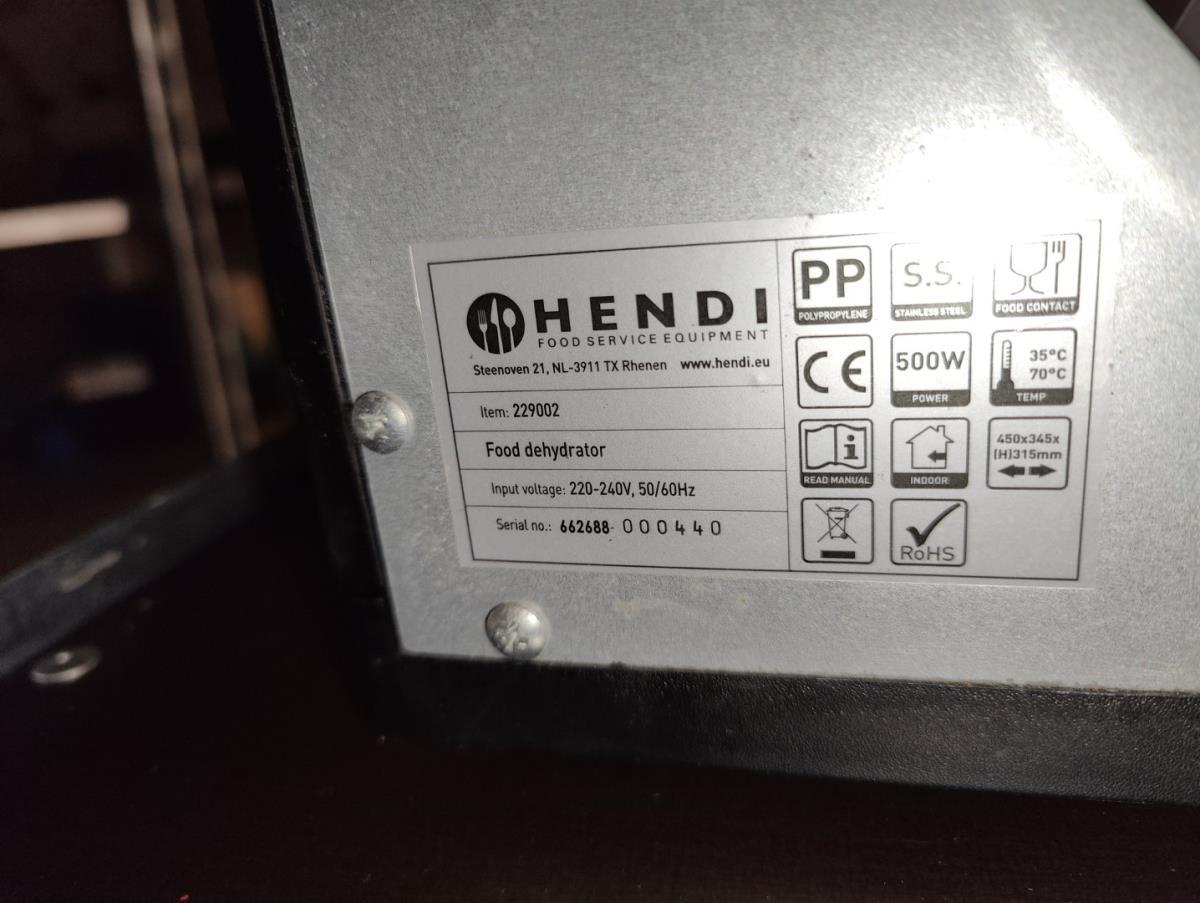 HENDI
FOOD SERVICE EQUIPMENT
Steenoven 21, NL-3911 TX Rhenen www.hendi.eu
Item: 229002
Food dehydrator
Input voltage: 220-240V, 50/60Hz
Serial no.: 662688- 000440
PP
POLYPROPYLENE
S.S.
STAINLESS STEEL
FOOD CONTACT
CE
500W
POWER
35°C
70°C
TEMP
READ MANUAL
INDOOR
450x345x
(H)315mm
RoHS